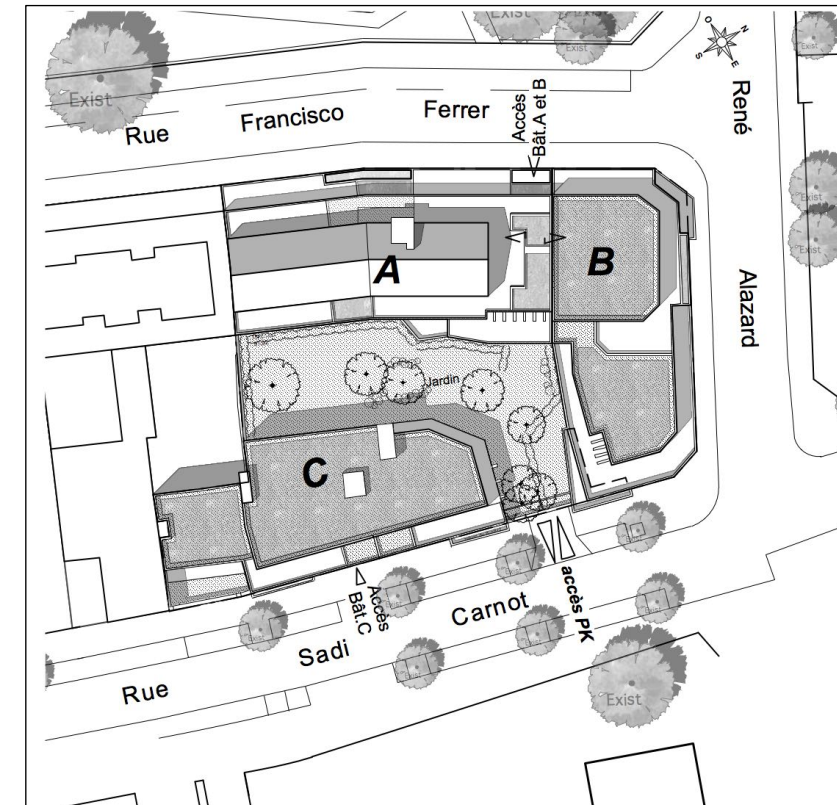 Exist
Exist
Exist
Exist
O
N
S
E
René
Rue Francisco Ferrer
Accès
Bât.A et B
A
B
Alazard
Jardin
C
Accès
Bât.C
accès PK
Rue Sadi Carnot
Exist